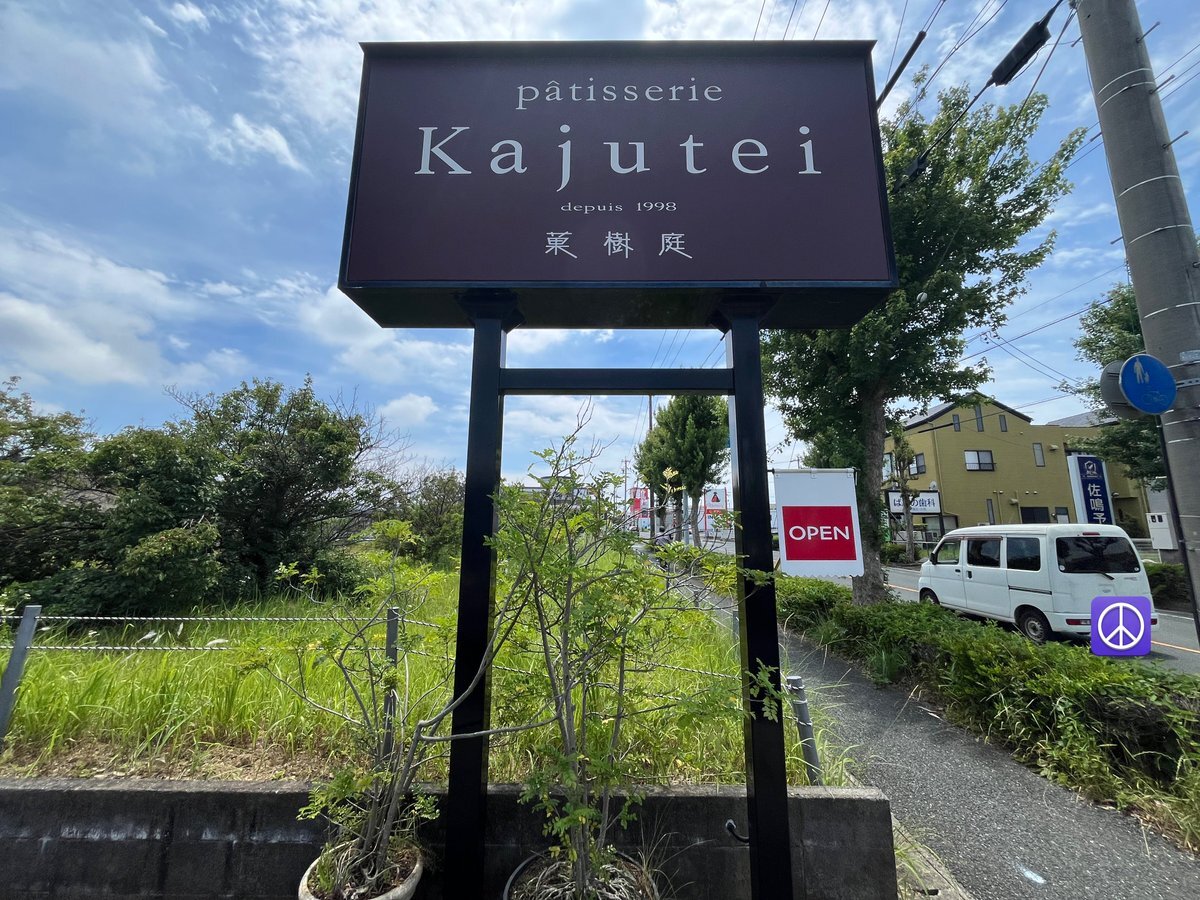 pâtisserie
Kajutei
depuis 1998
菓樹庭
OPEN
佐鳴予